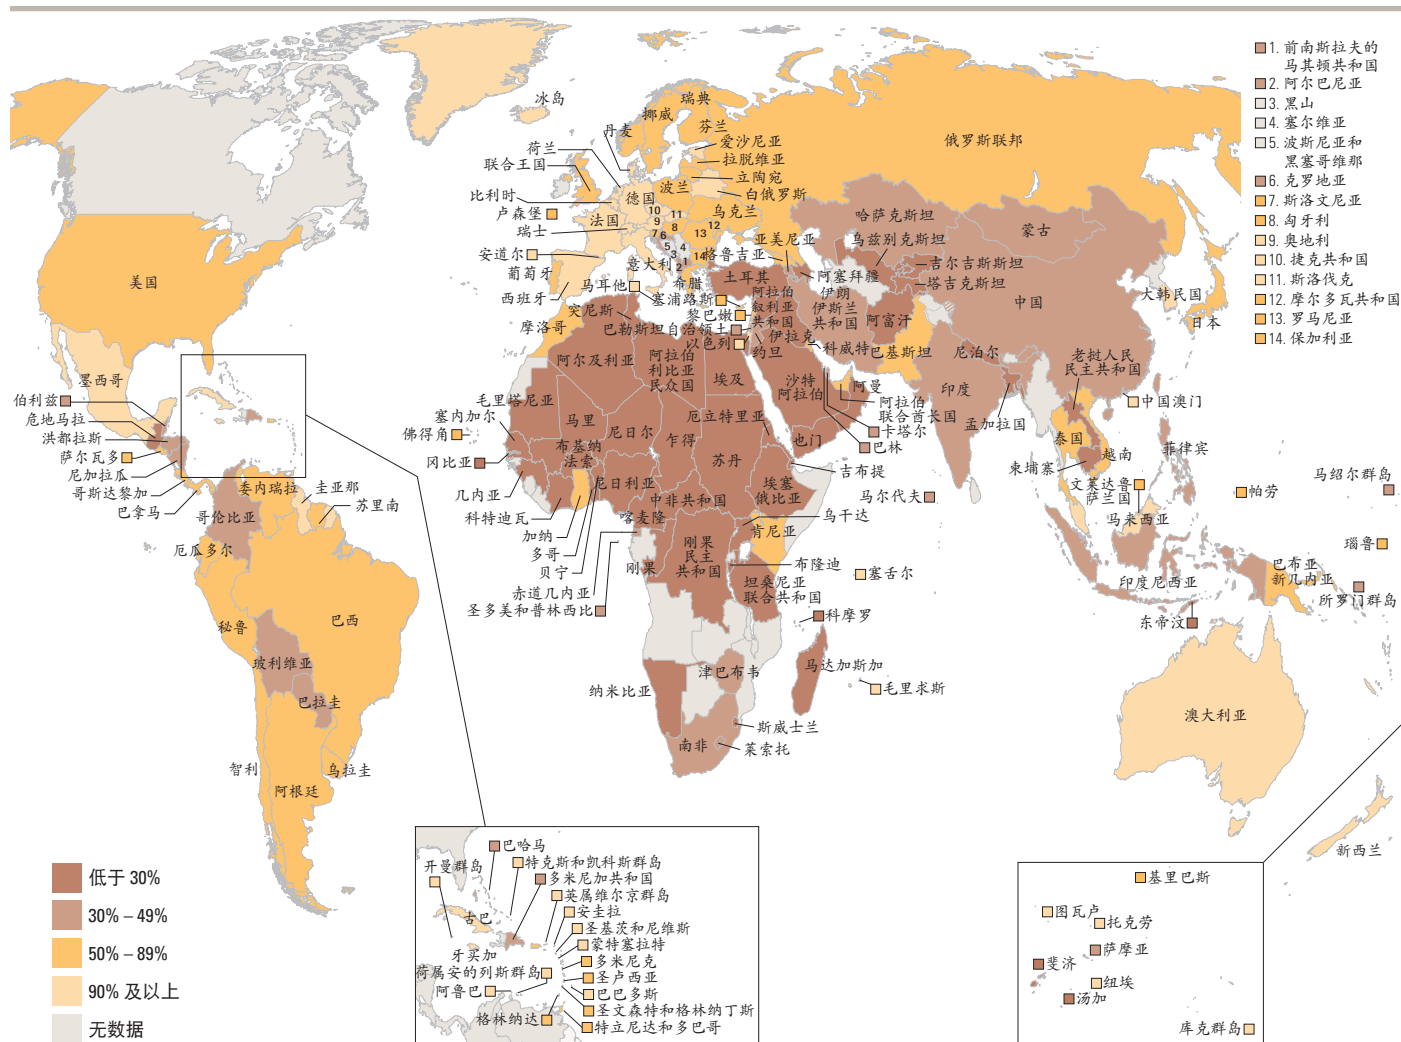 冰岛
瑞典
挪威
芬兰
丹麦
荷兰
联合王国
爱沙尼亚
拉脱维亚
立陶宛
白俄罗斯
俄罗斯联邦
比利时
卢森堡
德国
波兰
法国
瑞士
乌克兰
10
11
9
8
7
6
5
4
3
2
1
12
13
14
安道尔
葡萄牙
西班牙
意大利
马耳他
希腊
塞浦路斯
黎巴嫩
格鲁吉亚
亚美尼亚
阿塞拜疆
土耳其
哈萨克斯坦
乌兹别克斯坦
吉尔吉斯斯坦
塔吉克斯坦
蒙古
中国
大韩民国
日本
突尼斯
摩洛哥
巴勒斯坦自治领土
以色列
阿拉伯
叙利亚
共和国
约旦
伊拉克
伊朗
伊斯兰
共和国
阿富汗
科威特
巴基斯坦
尼泊尔
印度
孟加拉国
老挝人民
民主共和国
中国澳门
泰国
越南
柬埔寨
菲律宾
文莱达鲁
萨兰国
马来西亚
印度尼西亚
东帝汶
巴布亚
新几内亚
帕劳
马绍尔群岛
瑙鲁
所罗门群岛
澳大利亚
新西兰
阿尔及利亚
阿拉伯
利比亚
民众国
埃及
沙特
阿拉伯
阿曼
阿拉伯
联合酋长国
卡塔尔
巴林
也门
毛里塔尼亚
塞内加尔
佛得角
冈比亚
几内亚
科特迪瓦
马里
布基纳
法索
尼日尔
乍得
苏丹
厄立特里亚
吉布提
埃塞
俄比亚
尼日利亚
中非共和国
喀麦隆
加纳
多哥
贝宁
赤道几内亚
圣多美和普林西比
刚果
刚果
民主
共和国
乌干达
肯尼亚
布隆迪
坦桑尼亚
联合共和国
马尔代夫
塞舌尔
科摩罗
马达加斯加
毛里求斯
津巴布韦
纳米比亚
南非
斯威士兰
莱索托
美国
墨西哥
伯利兹
危地马拉
洪都拉斯
萨尔瓦多
尼加拉瓜
哥斯达黎加
巴拿马
委内瑞拉
圭亚那
苏里南
哥伦比亚
厄瓜多尔
秘鲁
巴西
玻利维亚
巴拉圭
智利
乌拉圭
阿根廷
1. 前南斯拉夫的
马其顿共和国
2. 阿尔巴尼亚
3. 黑山
4. 塞尔维亚
5. 波斯尼亚和
黑塞哥维那
6. 克罗地亚
7. 斯洛文尼亚
8. 匈牙利
9. 奥地利
10. 捷克共和国
11. 斯洛伐克
12. 摩尔多瓦共和国
13. 罗马尼亚
14. 保加利亚
低于 30%
30% – 49%
50% – 89%
90% 及以上
无数据
巴哈马
开曼群岛
特克斯和凯科斯群岛
多米尼加共和国
英属维尔京群岛
安圭拉
古巴
圣基茨和尼维斯
蒙特塞拉特
牙买加
多米尼克
荷属安的列斯群岛
圣卢西亚
阿鲁巴
巴巴多斯
圣文森特和格林纳丁斯
格林纳达
特立尼达和多巴哥
基里巴斯
图瓦卢
托克劳
萨摩亚
斐济
纽埃
汤加
库克群岛